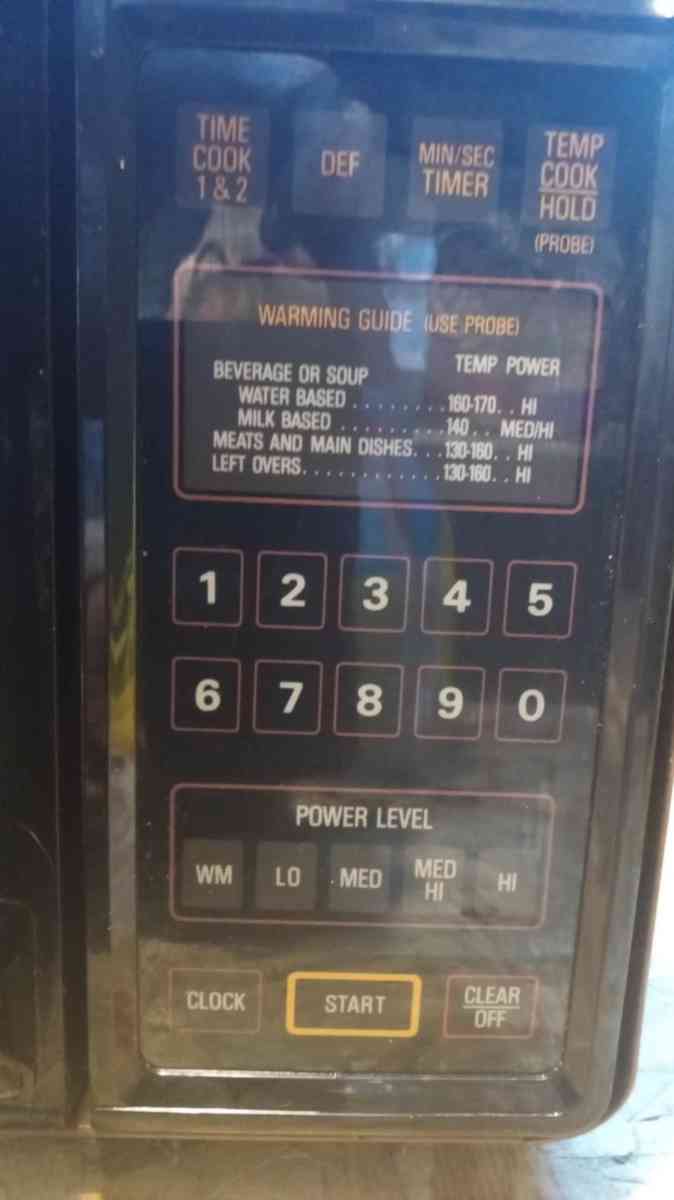 TIME
COOK
1 & 2
DEF
MIN/SEC
TIMER
TEMP
COOK
HOLD
(PROBE)
WARMING GUIDE (USE PROBE)
TEMP POWER
BEVERAGE OR SOUP
WATER BASED ........160-170.. HI
MILK BASED .........140.. MED/HI
MEATS AND MAIN DISHES...130-160.. HI
LEFT OVERS............130-160.. HI
1 2 3 4 5
6 7 8 9 0
POWER LEVEL
WM LO MED MED HI HI
CLOCK START CLEAR
OFF